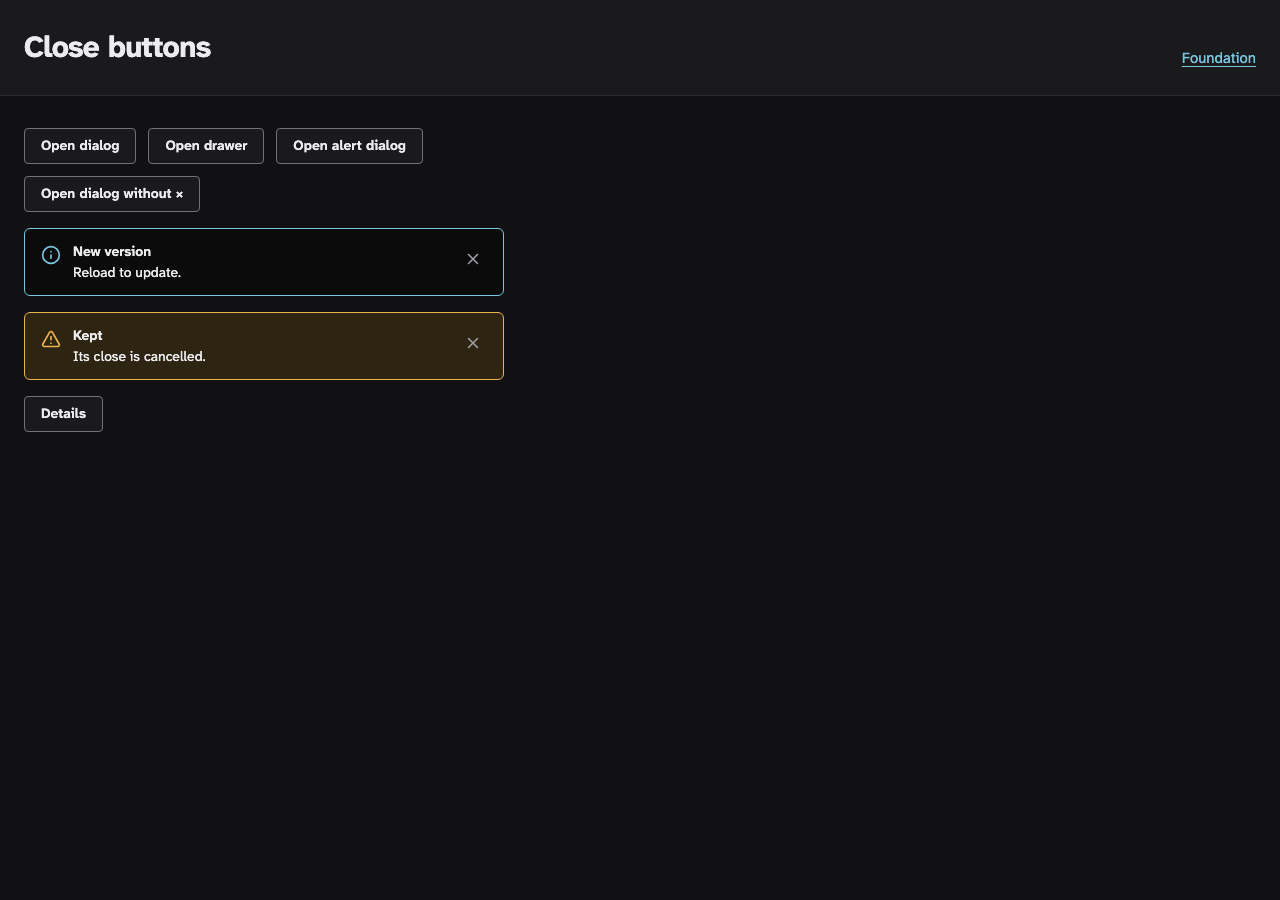 Close buttons
Foundation
Open dialog
Open drawer
Open alert dialog
Open dialog without ×
New version
Reload to update.
Kept
Its close is cancelled.
Details